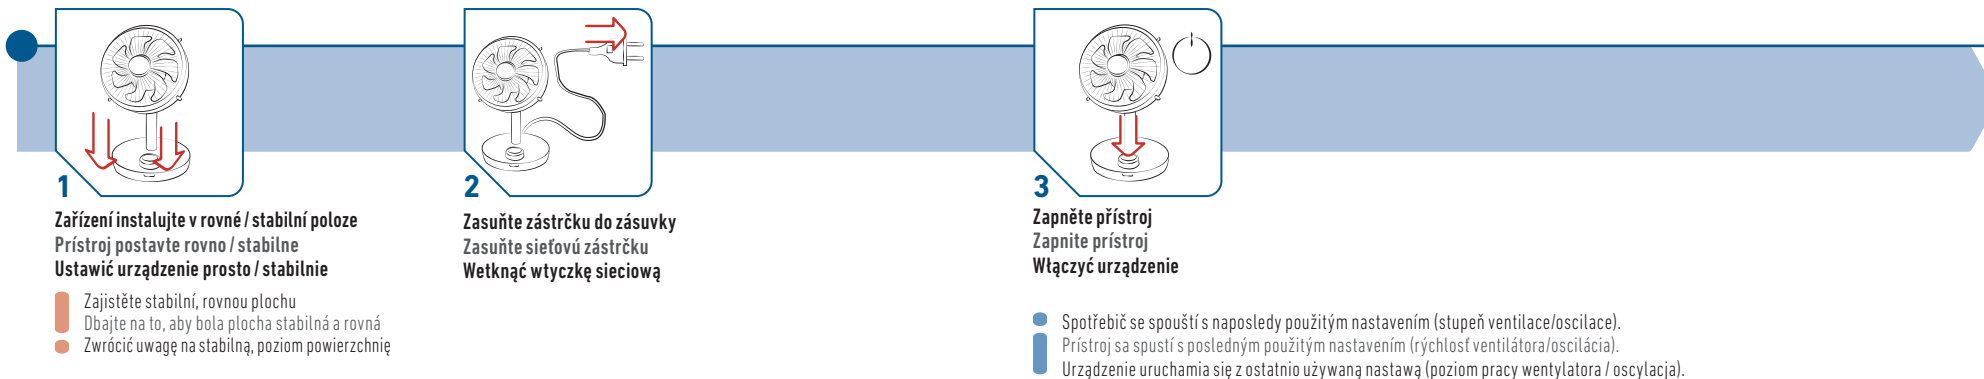 1
Zařízení instalujte v rovné / stabilní poloze
Prístroj postavte rovno / stabilne
Ustawić urządzenie prosto / stabilnie
Zajistěte stabilní, rovnou plochu
Dbajte na to, aby bola plocha stabilná a rovná
Zwrócić uwagę na stabilną, poziom powierzchnię
2
Zasuňte zástrčku do zásuvky
Zasuňte sieťovú zástrčku
Wetknąć wtyczkę sieciową
3
Zapněte přístroj
Zapnite prístroj
Włączyć urządzenie
Spotřebič se spouští s naposledy použitým nastavením (stupeň ventilace/oscilace).
Prístroj sa spustí s posledným použitým nastavením (rýchlosť ventilátora/oscilácia).
Urządzenie uruchamia się z ostatnio używaną nastawą (poziom pracy wentylatora / oscylacja).